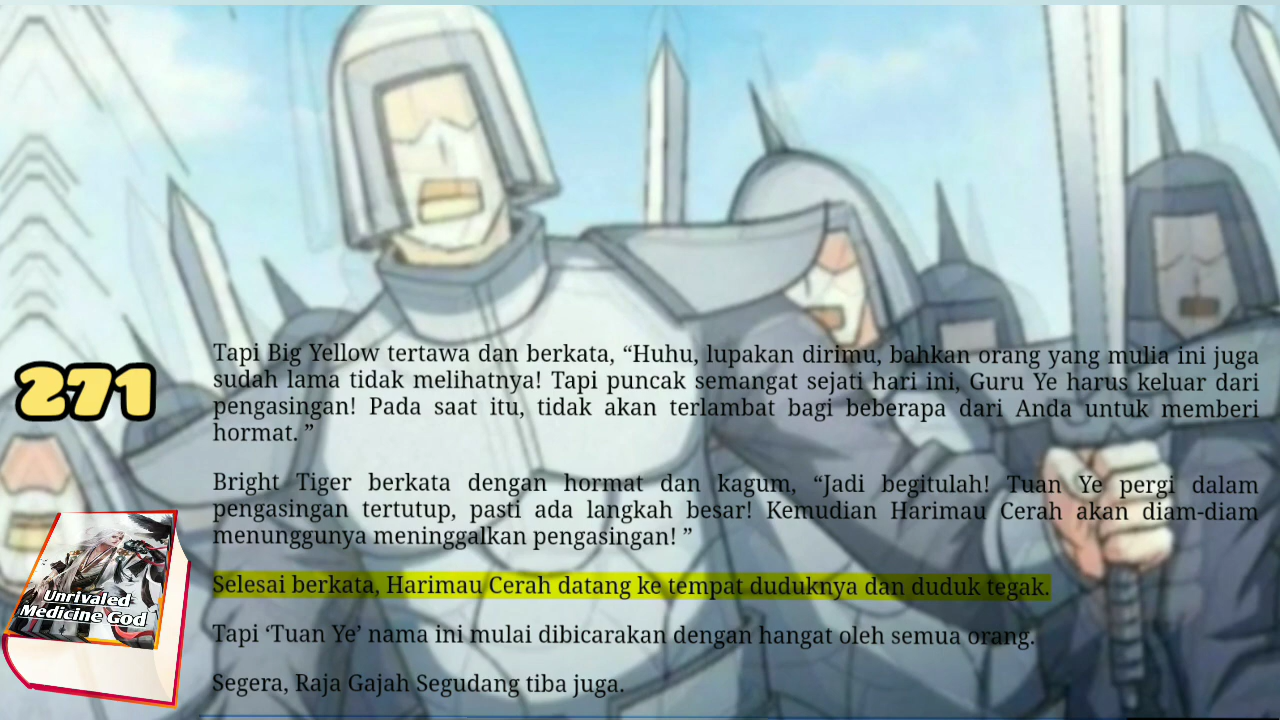 Tapi Big Yellow tertawa dan berkata, “Huhu, lupakan dirimu, bahkan orang yang mulia ini juga
sudah lama tidak melihatnya! Tapi puncak semangat sejati hari ini, Guru Ye harus keluar dari
pengasingan! Pada saat itu, tidak akan terlambat bagi beberapa dari Anda untuk memberi
hormat. ”
271
Bright Tiger berkata dengan hormat dan kagum, “Jadi begitulah! Tuan Ye pergi dalam
pengasingan tertutup, pasti ada langkah besar! Kemudian Harimau Cerah akan diam-diam
menunggunya meninggalkan pengasingan! ”
Selesai berkata, Harimau Cerah datang ke tempat duduknya dan duduk tegak.
Unrivaled
Medicine God
Tapi ‘Tuan Ye’ nama ini mulai dibicarakan dengan hangat oleh semua orang.
Segera, Raja Gajah Segudang tiba juga.